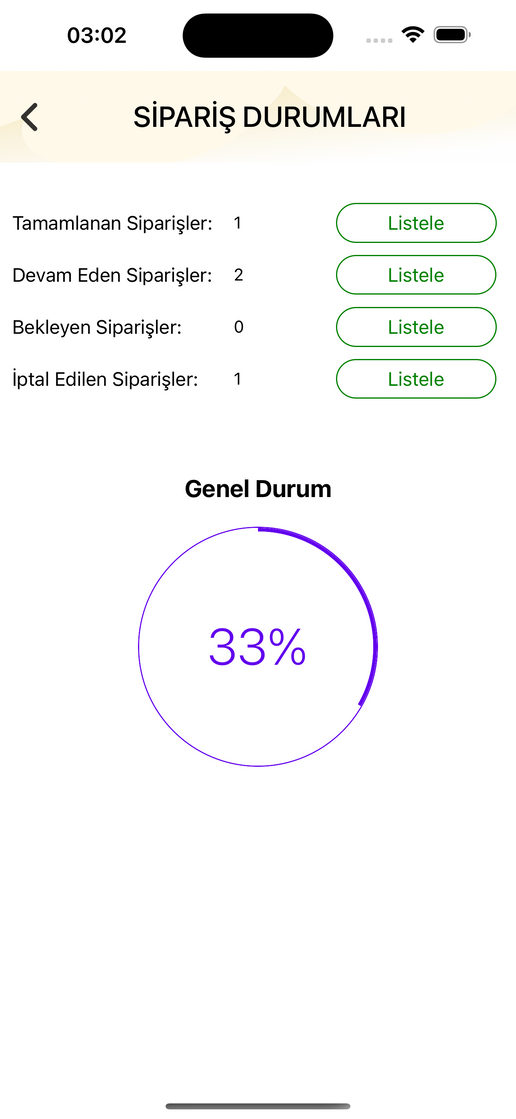 03:02
SİPARİŞ DURUMLARI
Tamamlanan Siparişler: 1 Listele
Devam Eden Siparişler: 2 Listele
Bekleyen Siparişler: 0 Listele
İptal Edilen Siparişler: 1 Listele
Genel Durum
33%